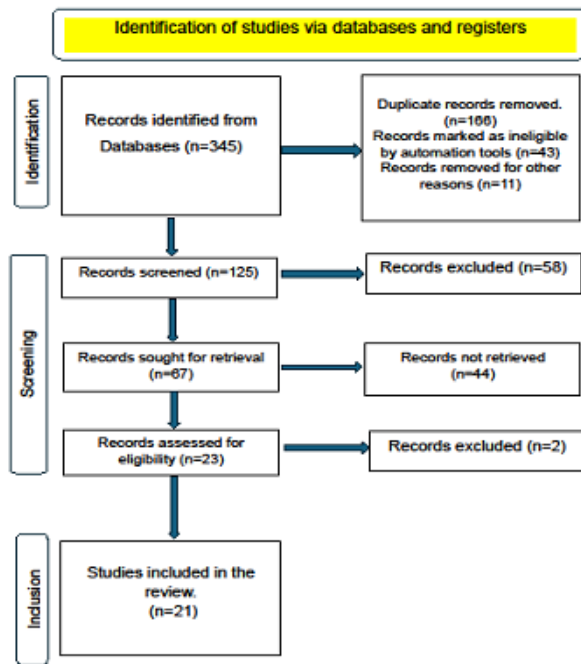 Identification of studies via databases and registers
Identification
Records identified from
Databases (n=345)
Duplicate records removed.
(n=166)
Records marked as ineligible
by automation tools (n=43)
Records removed for other
reasons (n=11)
Screening
Records screened (n=125)
Records excluded (n=58)
Records sought for retrieval
(n=67)
Records not retrieved
(n=44)
Records assessed for
eligibility (n=23)
Records excluded (n=2)
Inclusion
Studies included in the
review.
(n=21)